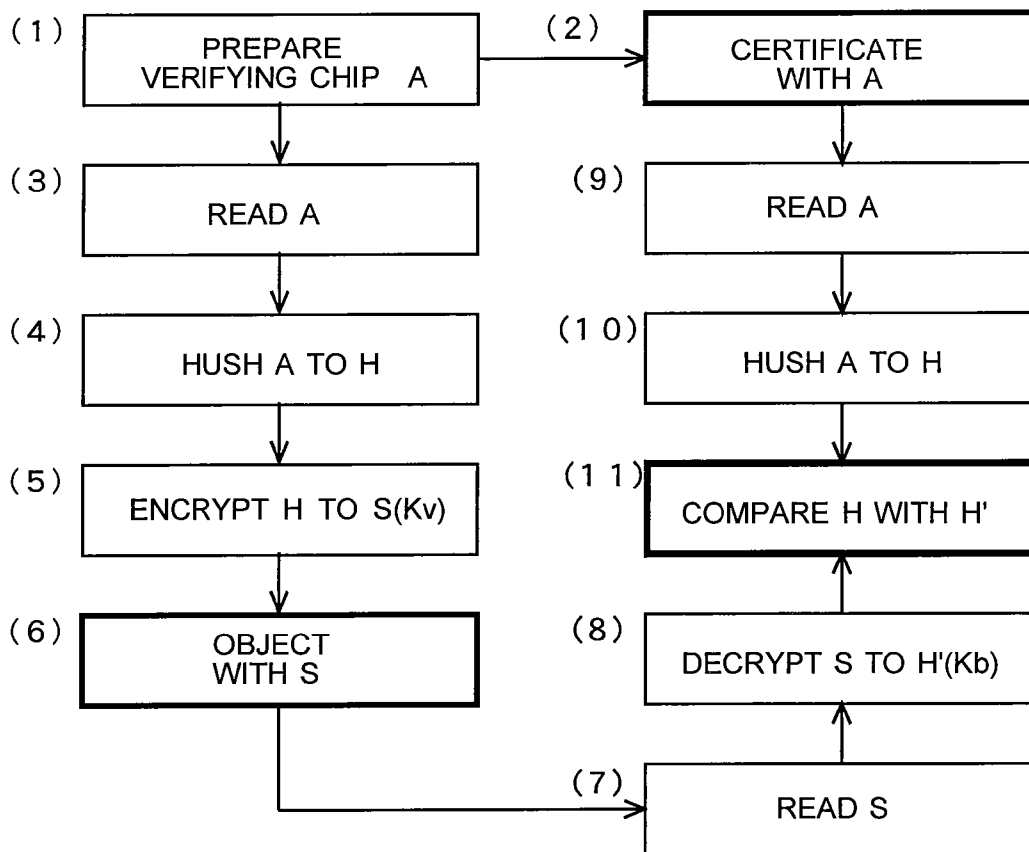 (1)
PREPARE
VERIFYING CHIP A
(2)
CERTIFICATE
WITH A
(3)
READ A
(9)
READ A
(4)
HUSH A TO H
(10)
HUSH A TO H
(5)
ENCRYPT H TO S(Kv)
(11)
COMPARE H WITH H'
(6)
OBJECT
WITH S
(8)
DECRYPT S TO H'(Kb)
(7)
READ S